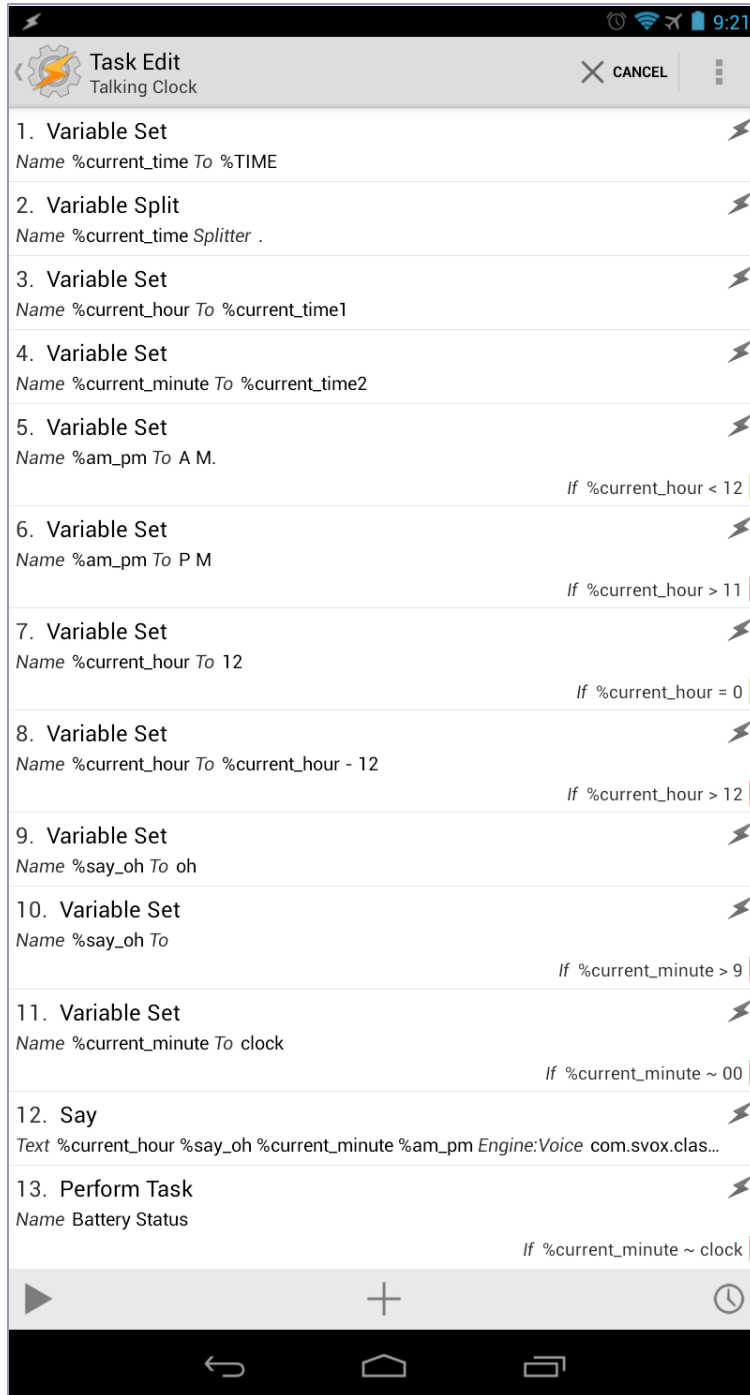 9:21
Task Edit
Talking Clock
CANCEL
1. Variable Set
Name %current_time To %TIME
2. Variable Split
Name %current_time Splitter .
3. Variable Set
Name %current_hour To %current_time1
4. Variable Set
Name %current_minute To %current_time2
5. Variable Set
Name %am_pm To A M.
If %current_hour < 12
6. Variable Set
Name %am_pm To P M
If %current_hour > 11
7. Variable Set
Name %current_hour To 12
If %current_hour = 0
8. Variable Set
Name %current_hour To %current_hour - 12
If %current_hour > 12
9. Variable Set
Name %say_oh To oh
10. Variable Set
Name %say_oh To
If %current_minute > 9
11. Variable Set
Name %current_minute To clock
If %current_minute ~ 00
12. Say
Text %current_hour %say_oh %current_minute %am_pm Engine:Voice com.svox.clas...
13. Perform Task
Name Battery Status
If %current_minute ~ clock